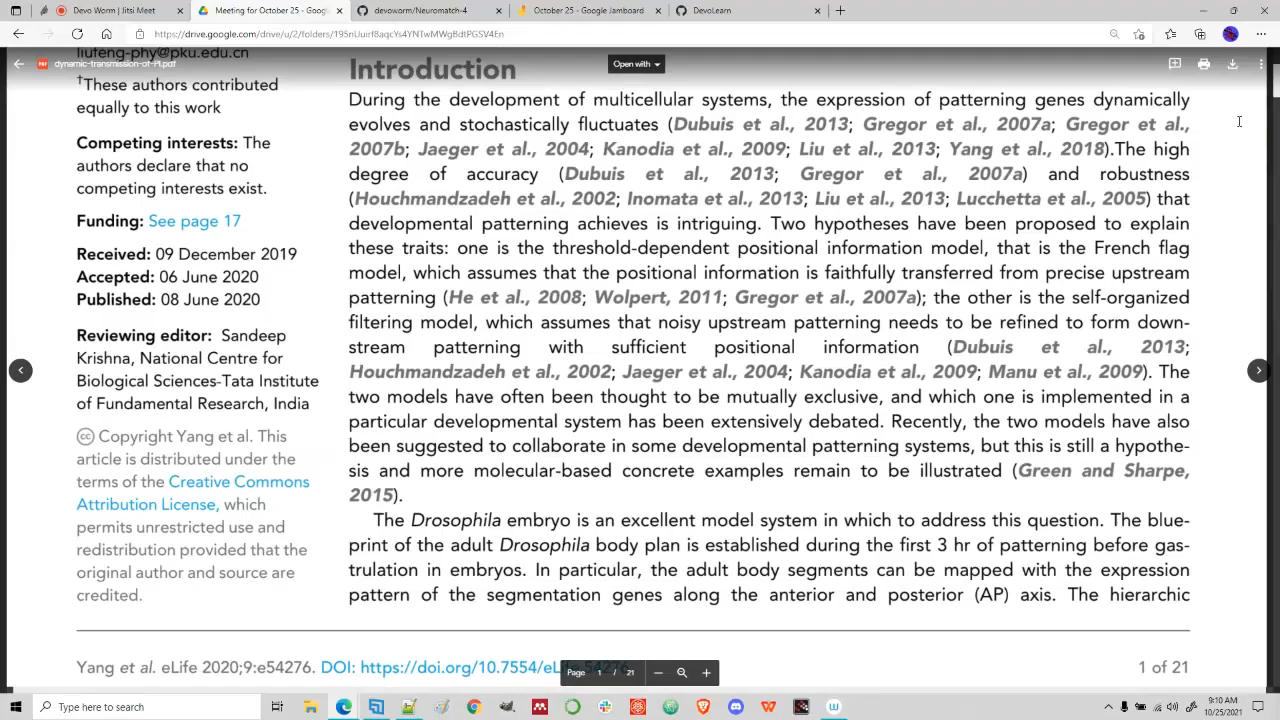 Devo Worm | Jitsi Meet
Meeting for October 25 - Google
devoworm/Neuromath-4
October 25 - Google Jamboard
DevoLearn
https://drive.google.com/drive/u/2/folders/195nUuirf8aqcYs4YNTwMWgBdtPGSV4En
liufeng-phy@pku.edu.cn
dynamic-transmission-of-PI.pdf
Open with
†These authors contributed
equally to this work
Competing interests: The
authors declare that no
competing interests exist.
Funding: See page 17
Received: 09 December 2019
Accepted: 06 June 2020
Published: 08 June 2020
Reviewing editor: Sandeep
Krishna, National Centre for
Biological Sciences-Tata Institute
of Fundamental Research, India
cc Copyright Yang et al. This
article is distributed under the
terms of the Creative Commons
Attribution License, which
permits unrestricted use and
redistribution provided that the
original author and source are
credited.
Introduction
During the development of multicellular systems, the expression of patterning genes dynamically
evolves and stochastically fluctuates (Dubuis et al., 2013; Gregor et al., 2007a; Gregor et al.,
2007b; Jaeger et al., 2004; Kanodia et al., 2009; Liu et al., 2013; Yang et al., 2018).The high
degree of accuracy (Dubuis et al., 2013; Gregor et al., 2007a) and robustness
(Houchmandzadeh et al., 2002; Inomata et al., 2013; Liu et al., 2013; Lucchetta et al., 2005) that
developmental patterning achieves is intriguing. Two hypotheses have been proposed to explain
these traits: one is the threshold-dependent positional information model, that is the French flag
model, which assumes that the positional information is faithfully transferred from precise upstream
patterning (He et al., 2008; Wolpert, 2011; Gregor et al., 2007a); the other is the self-organized
filtering model, which assumes that noisy upstream patterning needs to be refined to form down-
stream patterning with sufficient positional information (Dubuis et al., 2013;
Houchmandzadeh et al., 2002; Jaeger et al., 2004; Kanodia et al., 2009; Manu et al., 2009). The
two models have often been thought to be mutually exclusive, and which one is implemented in a
particular developmental system has been extensively debated. Recently, the two models have also
been suggested to collaborate in some developmental patterning systems, but this is still a hypothe-
sis and more molecular-based concrete examples remain to be illustrated (Green and Sharpe,
2015).
The Drosophila embryo is an excellent model system in which to address this question. The blue-
print of the adult Drosophila body plan is established during the first 3 hr of patterning before gas-
trulation in embryos. In particular, the adult body segments can be mapped with the expression
pattern of the segmentation genes along the anterior and posterior (AP) axis. The hierarchic
Yang et al. eLife 2020;9:e54276. DOI: https://doi.org/10.7554/eLife.54276
1 of 21
Page 1 / 21
Type here to search
9:10 AM
10/25/2021